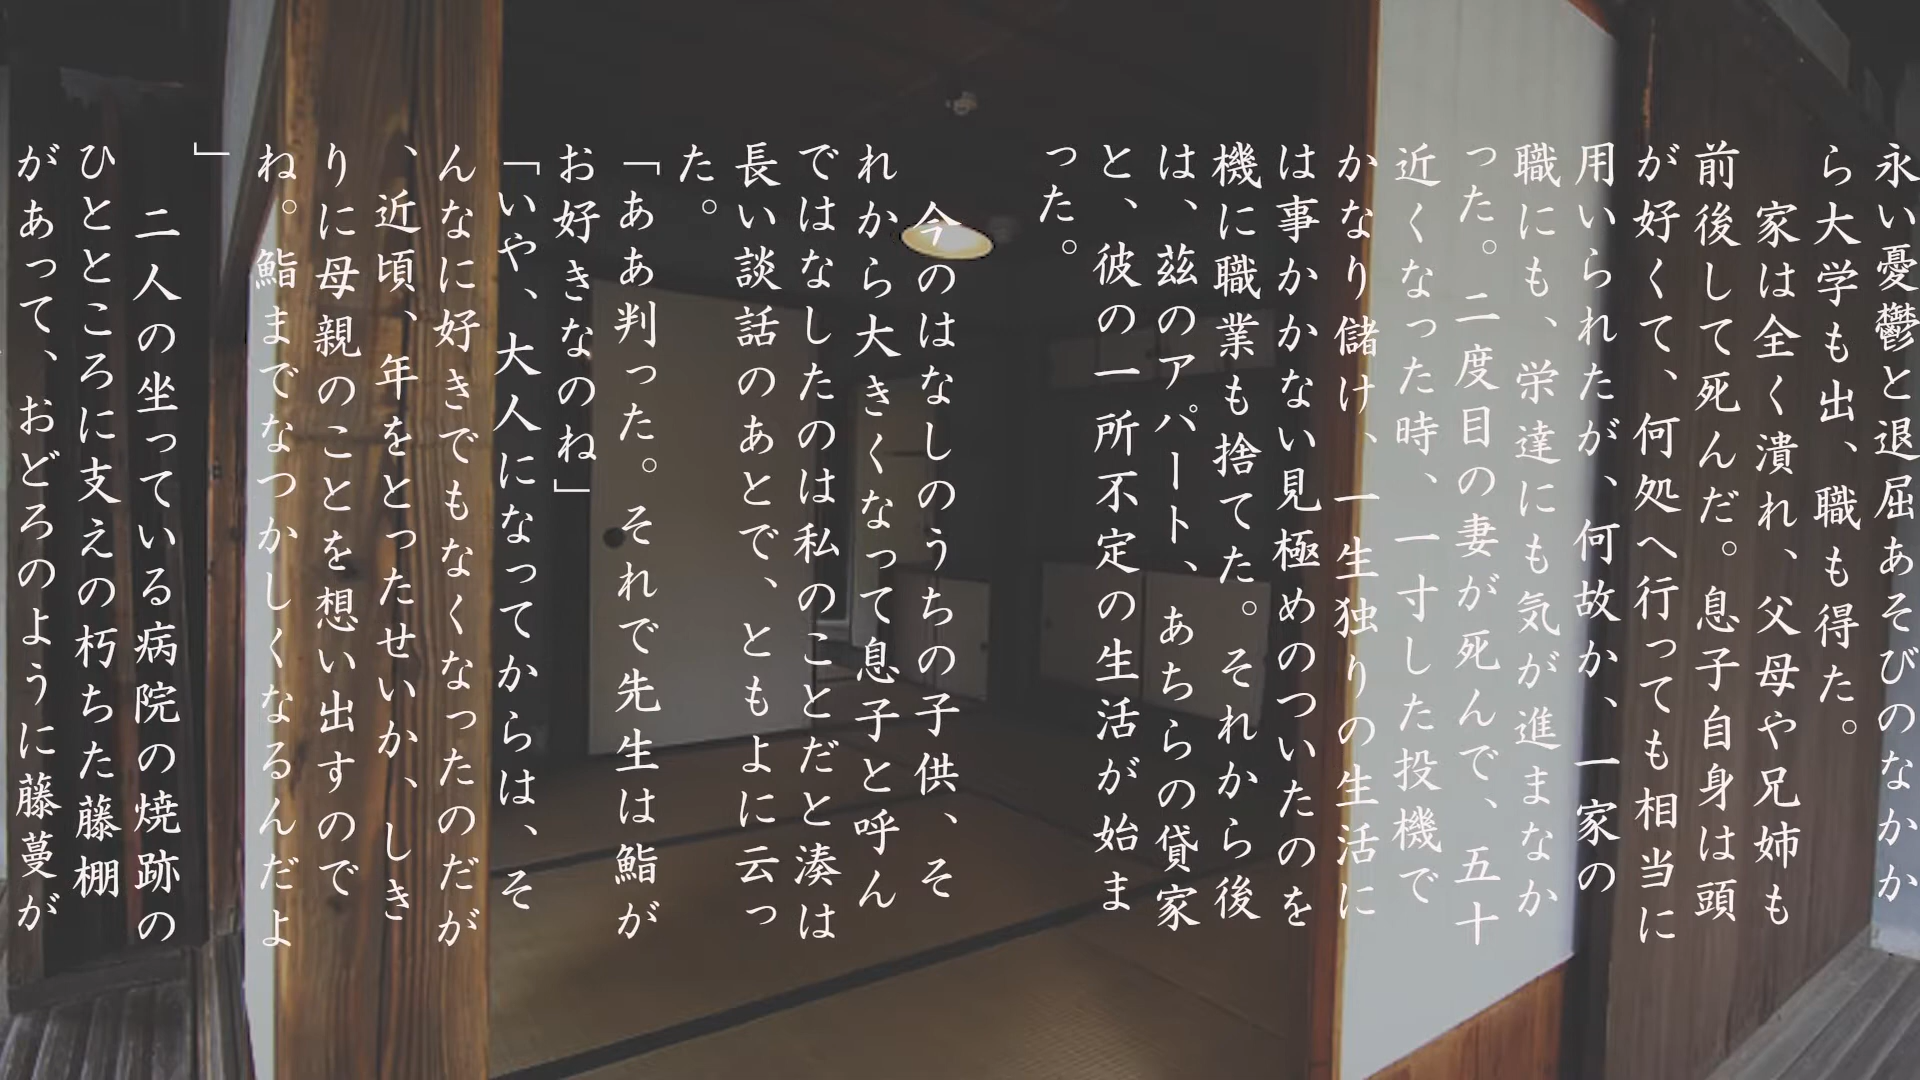 永い憂鬱と退屈あそびのなかか
ら大学も出、職も得た。
家は全く潰れ、父母や兄姉も
前後して死んだ。息子自身は頭
が好くて、何処へ行っても相当に
用いられたが、何故か、一家の
職にも、栄達にも気が進まなか
った。二度目の妻が死んで、五十
近くなった時、一寸した投機で
かなり儲け、一生独りの生活に
は事かかない見極めのついたのを
機に職業も捨てた。それから後
は、茲のアパート、あちらの貸家
と、彼の一所不定の生活が始ま
った。
今のはなしのうちの子供、そ
れから大きくなって息子と呼ん
ではなしたのは私のことだと湊は
長い談話のあとで、ともよに云っ
た。
「ああ判った。それで先生は鮨が
お好きなのね」
「いや、大人になってからは、そ
んなに好きでもなくなったのだが
、近頃、年をとったせいか、しき
りに母親のことを想い出すので
ね。鮨までなつかしくなるんだよ
」
二人の坐っている病院の焼跡の
ひとところに支えの朽ちた藤棚
があって、おどろのように藤蔓が